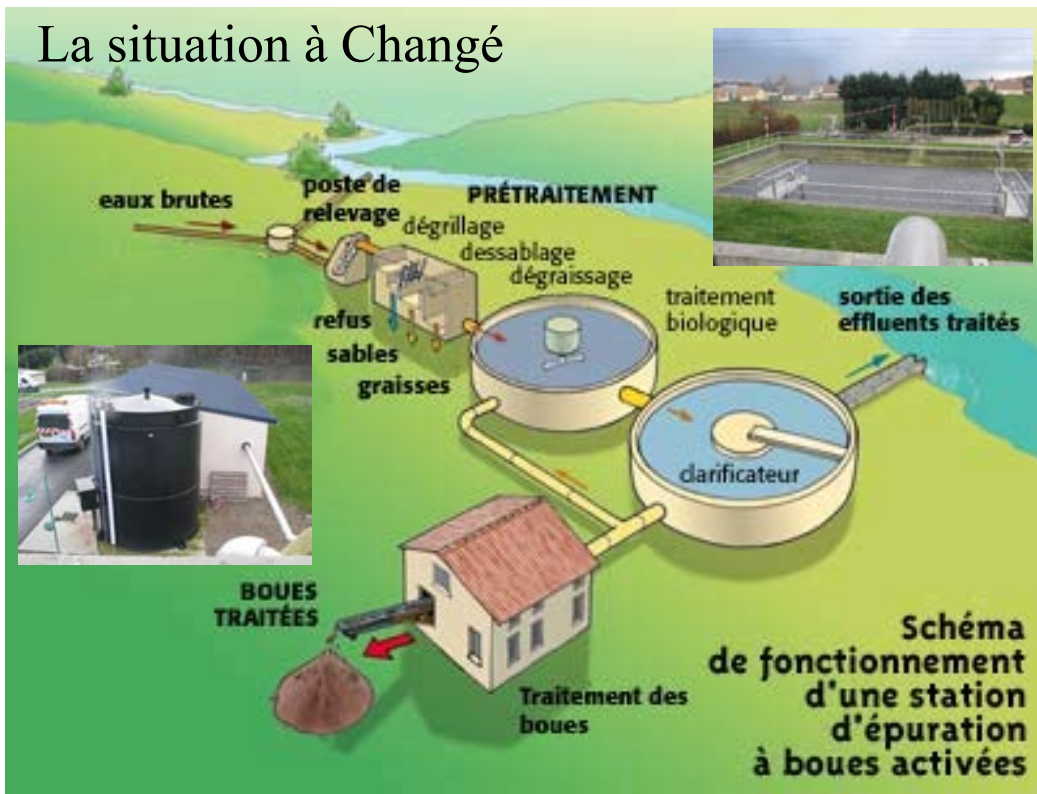 La situation à Changé
eaux brutes
poste de
relevage
PRÉTRAITEMENT
dégrillage
dessablage
dégraissage
refus
sables
graisses
traitement
biologique
sortie des
effluents traités
clarificateur
BOUES
TRAITÉES
Traitement des
boues
Schéma
de fonctionnement
d'une station
d'épuration
à boues activées